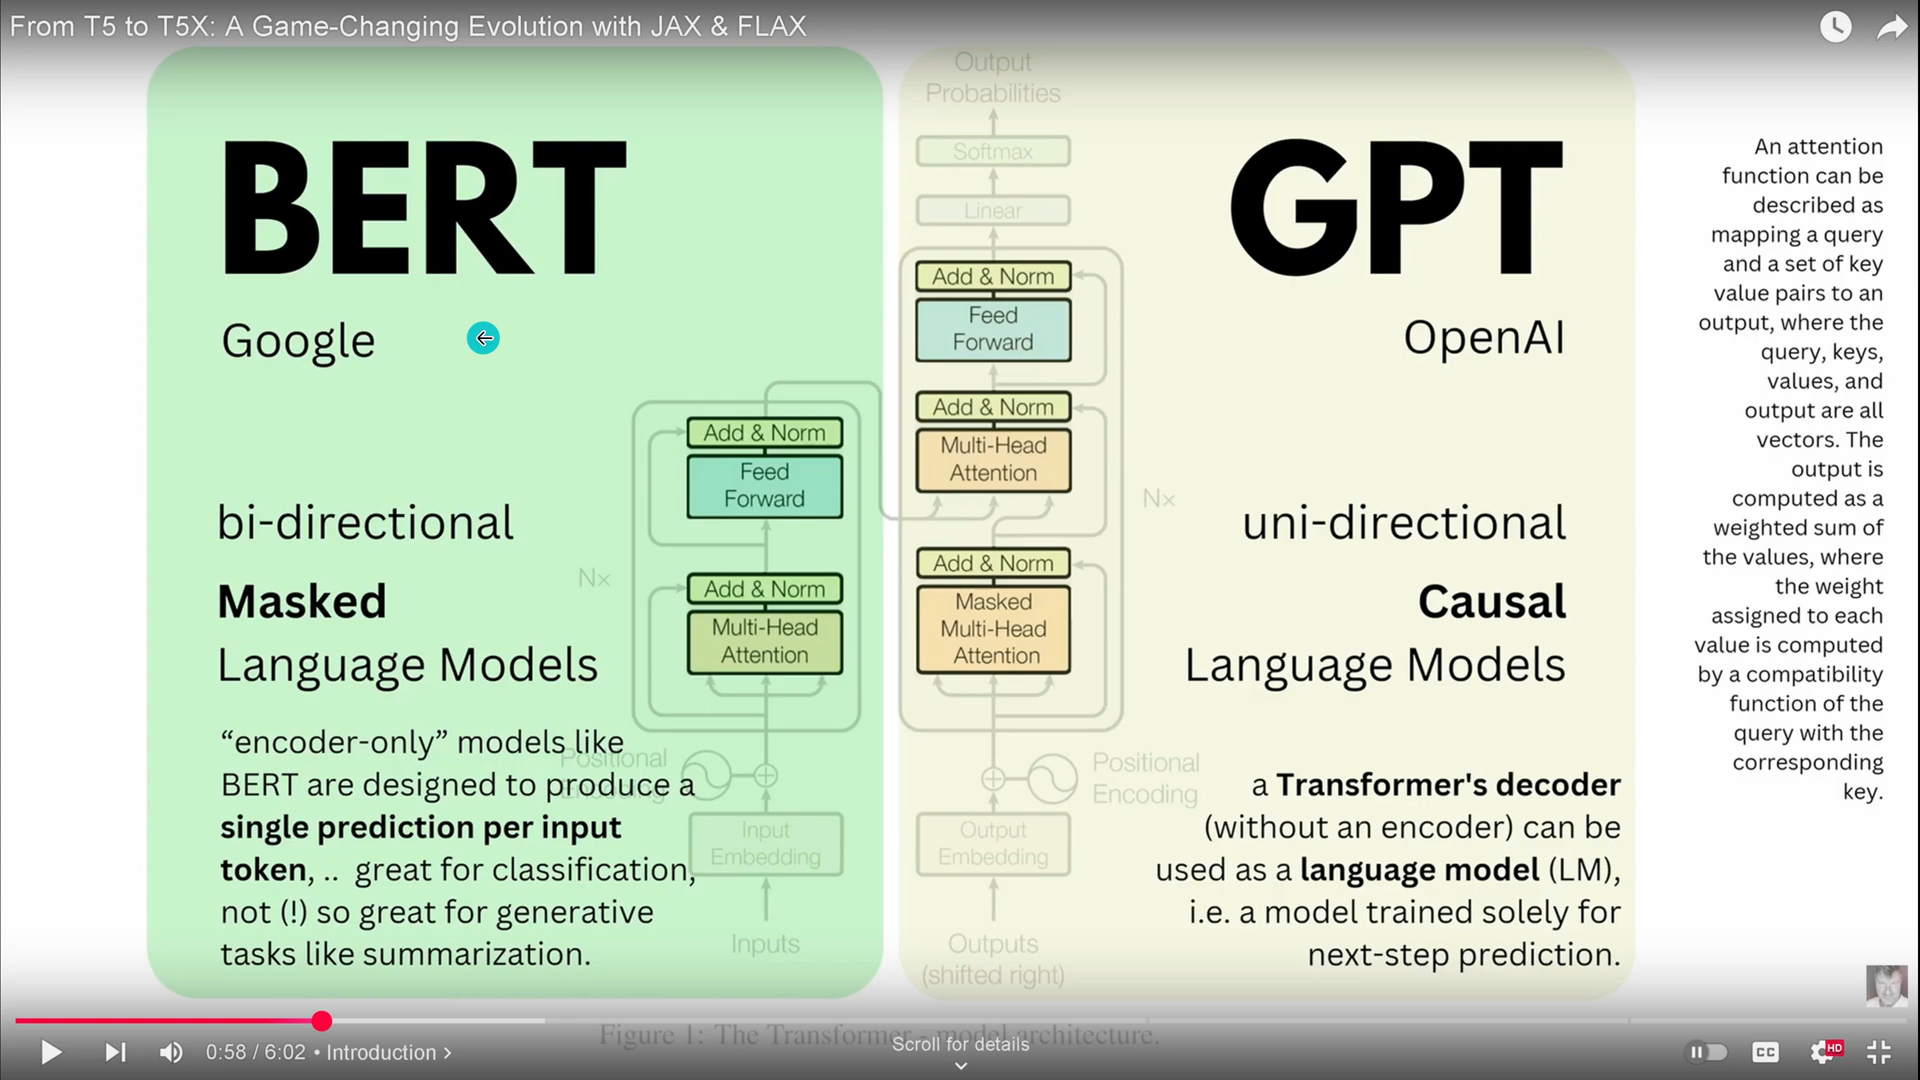 From T5 to T5X: A Game-Changing Evolution with JAX & FLAX
BERT
Google
bi-directional
Masked
Language Models
“encoder-only” models like
BERT are designed to produce a
single prediction per input
token, .. great for classification,
not (!) so great for generative
tasks like summarization.
Add & Norm
Feed
Forward
Add & Norm
Multi-Head
Attention
N×
Positional
Encoding
Input
Embedding
Inputs
Output
Probabilities
Softmax
Linear
Add & Norm
Feed
Forward
Add & Norm
Multi-Head
Attention
N×
Add & Norm
Masked
Multi-Head
Attention
Positional
Encoding
Output
Embedding
Outputs
(shifted right)
GPT
OpenAI
uni-directional
Causal
Language Models
a Transformer's decoder
(without an encoder) can be
used as a language model (LM),
i.e. a model trained solely for
next-step prediction.
An attention
function can be
described as
mapping a query
and a set of key
value pairs to an
output, where the
query, keys,
values, and
output are all
vectors. The
output is
computed as a
weighted sum of
the values, where
the weight
assigned to each
value is computed
by a compatibility
function of the
query with the
corresponding
key.
Figure 1: The Transformer - model architecture.
0:58 / 6:02 • Introduction >
Scroll for details
CC
HD